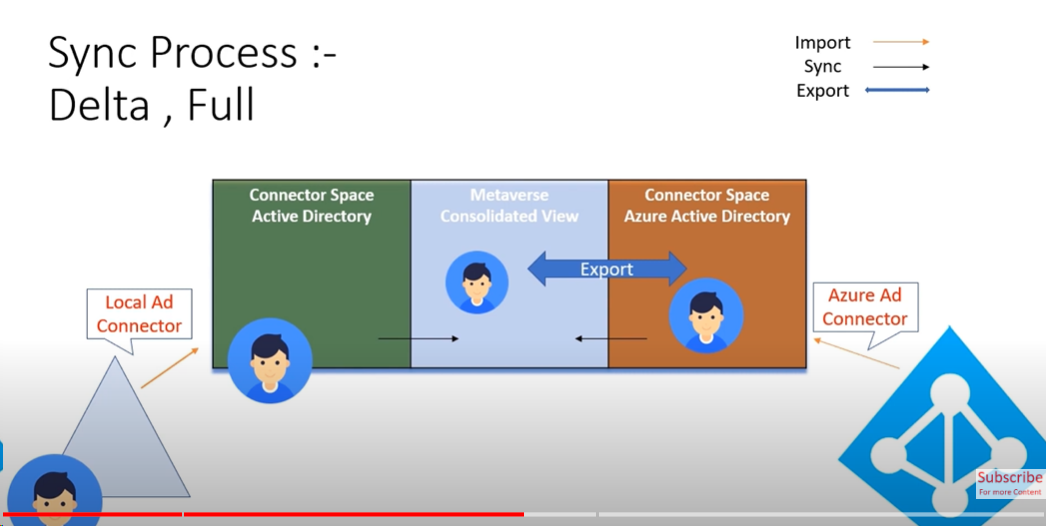 Sync Process :-
Delta , Full
Import
Sync
Export
Connector Space
Active Directory
Metaverse
Consolidated View
Connector Space
Azure Active Directory
Export
Local Ad
Connector
Azure Ad
Connector
Subscribe
For more Content